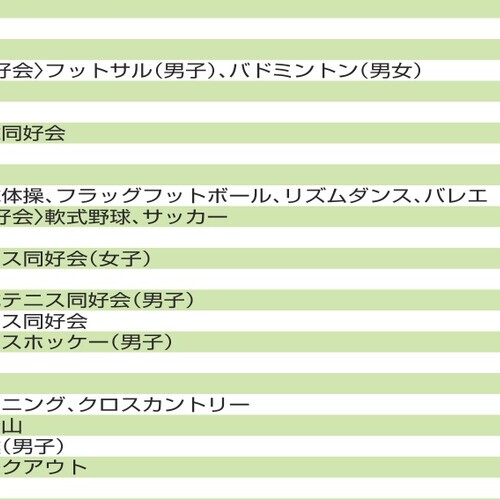 好会〉フットサル(男子)、バドミントン(男女)
同好会
体操、フラッグフットボール、リズムダンス、バレエ
好会〉軟式野球、サッカー
ス同好会(女子)
テニス同好会(男子)
ス同好会
スホッケー(男子)
ニング、クロスカントリー
山
(男子)
クアウト